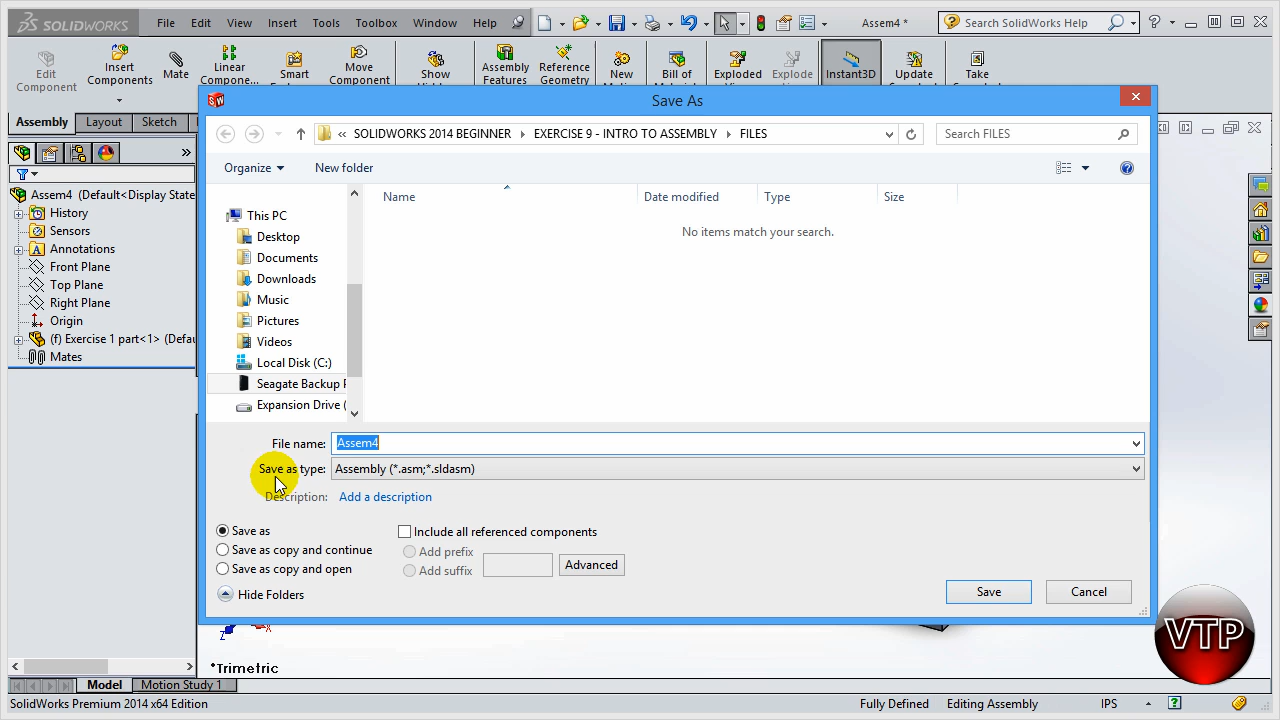 SOLIDWORKS File Edit View Insert Tools Toolbox Window Help Assem4 * Search SolidWorks Help
Edit Component
Insert Components
Mate
Linear Compone...
Smart
Move Component
Show
Assembly Features
Reference Geometry
New
Bill of
Exploded
Explode
Instant3D
Update
Take
Assembly Layout Sketch
Save As
« SOLIDWORKS 2014 BEGINNER EXERCISE 9 - INTRO TO ASSEMBLY FILES Search FILES
Organize New folder
Name Date modified Type Size
No items match your search.
This PC
Desktop
Documents
Downloads
Music
Pictures
Videos
Local Disk (C:)
Seagate Backup
Expansion Drive (
Assem4 (Default<Display State
History
Sensors
Annotations
Front Plane
Top Plane
Right Plane
Origin
(f) Exercise 1 part<1> (Defau
Mates
File name: Assem4
Save as type: Assembly (*.asm;*.sldasm)
Description: Add a description
Save as
Save as copy and continue
Save as copy and open
Include all referenced components
Add prefix
Add suffix
Advanced
Hide Folders
Save Cancel
VTP
*Trimetric
Model Motion Study 1
SolidWorks Premium 2014 x64 Edition Fully Defined Editing Assembly IPS